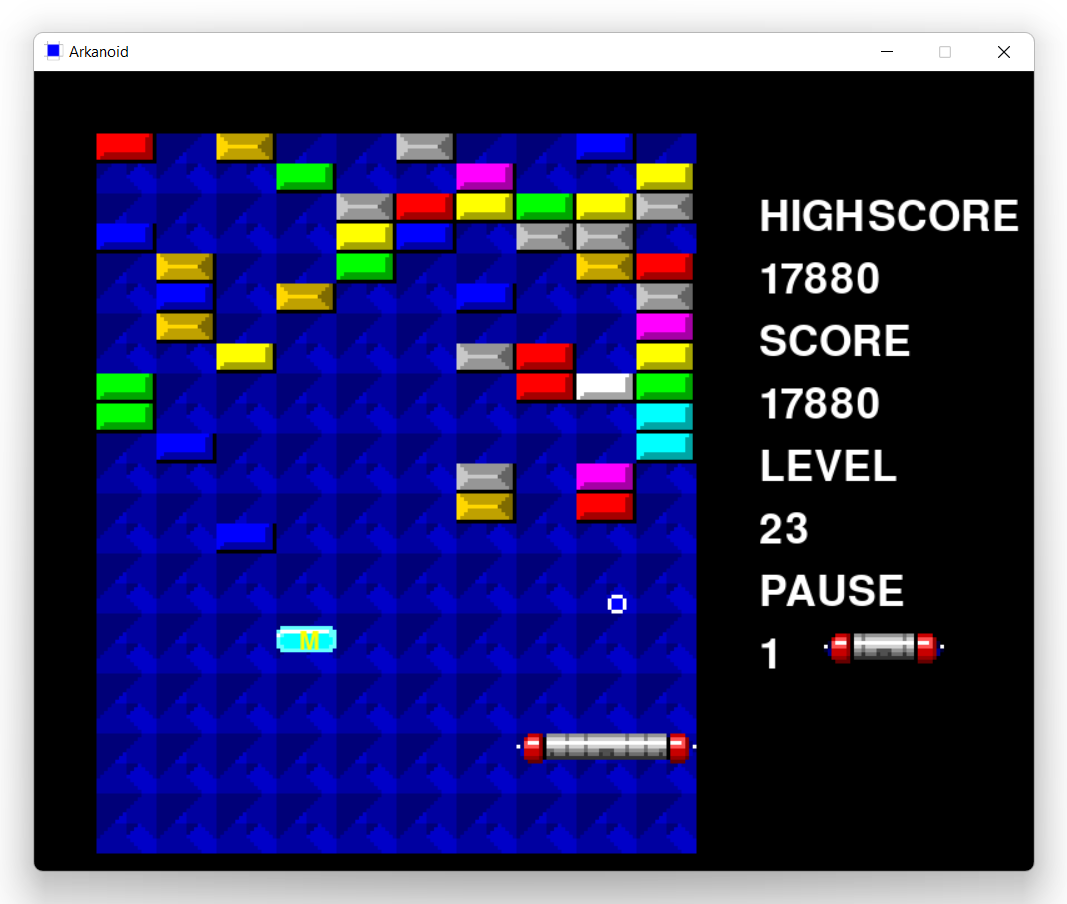 Arkanoid
HIGHSCORE
17880
SCORE
17880
LEVEL
23
PAUSE
M
1